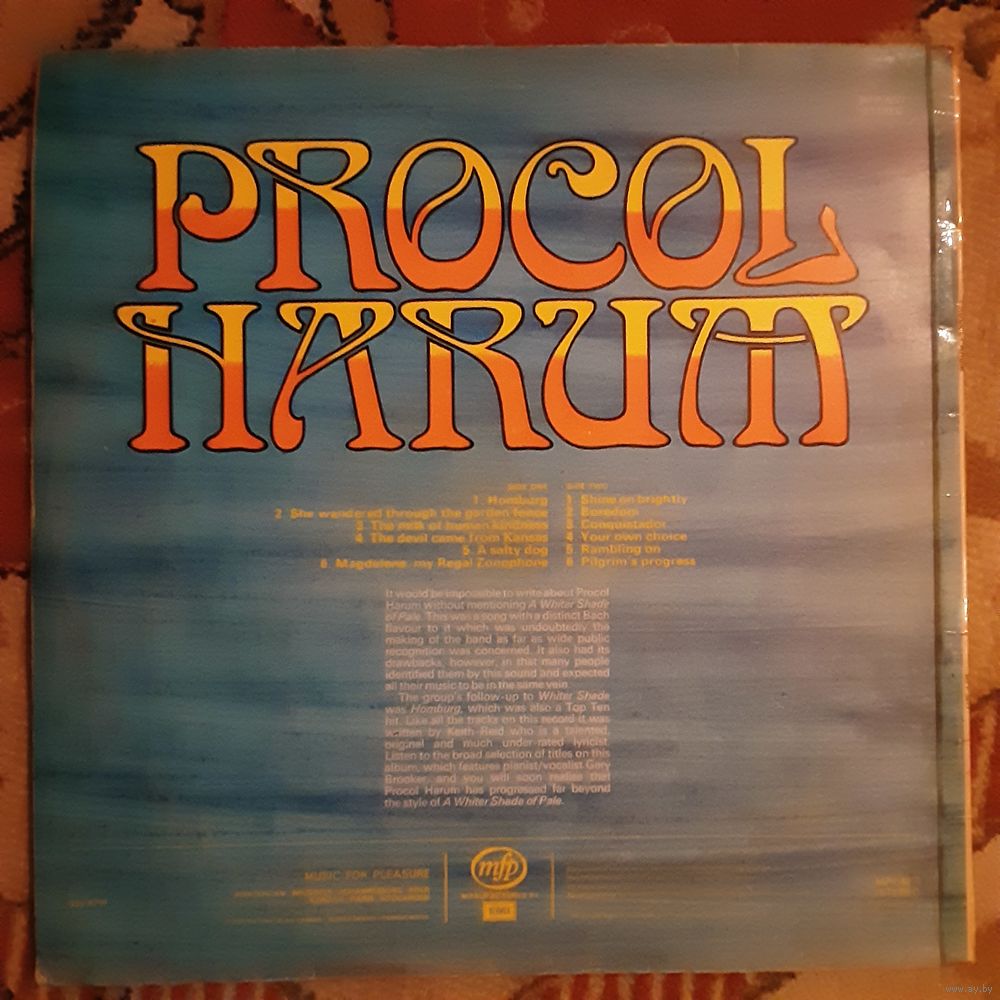 PROCOL
HARUM
SIDE ONE
1 Homburg
2 She wandered through the garden fence
3 The milk of human kindness
4 The devil came from Kansas
5 A salty dog
6 Magdalene, my Regal Zonophone
SIDE TWO
1 Shine on brightly
2 Boredom
3 Conquistador
4 Your own choice
5 Rambling on
6 Pilgrim's progress
It would be impossible to write about Procol
Harum without mentioning A Whiter Shade
of Pale. This was a song with a distinct Bach
flavour to it which was undoubtedly the
making of the band as far as wide public
recognition was concerned. It also had its
drawbacks, however, in that many people
identified them by this sound and expected
all their music to be in the same vein.
The group's follow-up to Whiter Shade
was Homburg, which was also a Top Ten
hit. Like all the tracks on this record it was
written by Keith Reid who is a talented,
original and much under-rated lyricist.
Listen to the broad selection of titles on this
album, which features pianist/vocalist Gary
Brooker, and you will soon realise that
Procol Harum has progressed far beyond
the style of A Whiter Shade of Pale.
MUSIC FOR PLEASURE
mfp
www.ay.by